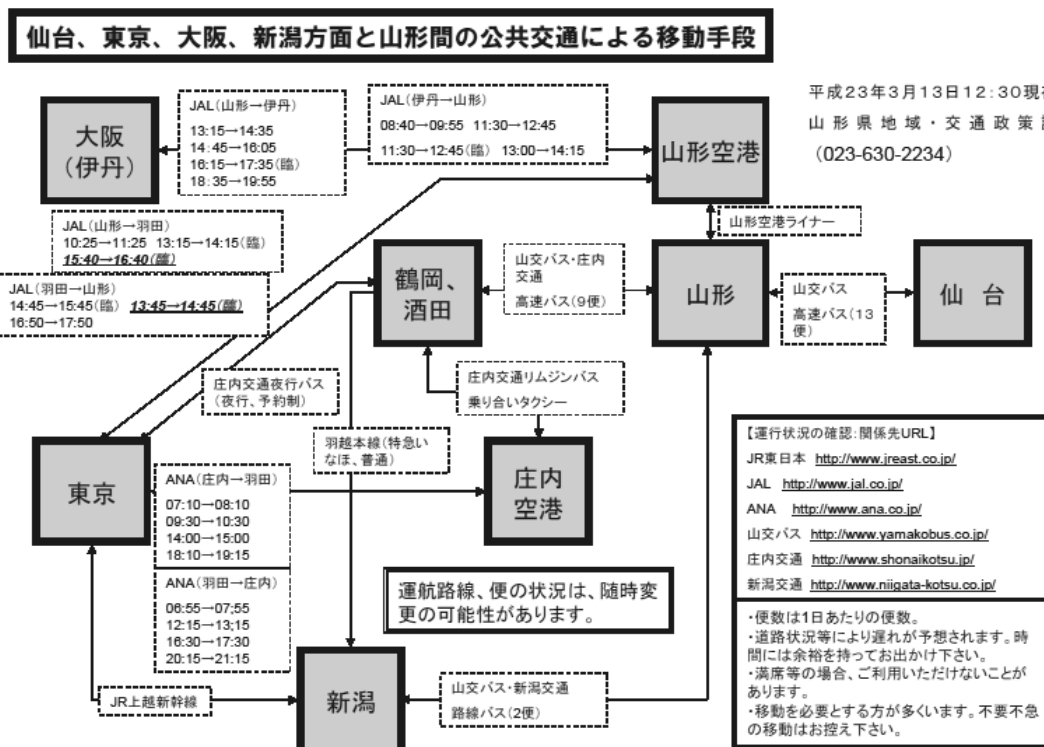 仙台、東京、大阪、新潟方面と山形間の公共交通による移動手段
平成23年3月13日12:30現在
山形県地域・交通政策
(023-630-2234)
大阪
(伊丹)
JAL(山形→伊丹)
13:15→14:35
14:45→16:05
16:15→17:35(臨)
18:35→19:55
JAL(伊丹→山形)
08:40→09:55 11:30→12:45
11:30→12:45(臨) 13:00→14:15
山形空港
山形空港ライナー
JAL(山形→羽田)
10:25→11:25 13:15→14:15(臨)
15:40→16:40(臨)
JAL(羽田→山形)
14:45→15:45(臨) 13:45→14:45(臨)
16:50→17:50
鶴岡、
酒田
山交バス・庄内
交通
高速バス(9便)
山形
山交バス
高速バス(13
便)
仙台
庄内交通夜行バス
(夜行、予約制)
庄内交通リムジンバス
乗り合いタクシー
羽越本線(特急い
なほ、普通)
東京
ANA(庄内→羽田)
07:10→08:10
09:30→10:30
14:00→15:00
18:10→19:15
ANA(羽田→庄内)
06:55→07;55
12:15→13;15
16:30→17:30
20:15→21:15
庄内
空港
運航路線、便の状況は、随時変
更の可能性があります。
JR上越新幹線
新潟
山交バス・新潟交通
路線バス(2便)
【運行状況の確認:関係先URL】
JR東日本 http://www.jreast.co.jp/
JAL http://www.jal.co.jp/
ANA http://www.ana.co.jp/
山交バス http://www.yamakobus.co.jp/
庄内交通 http://www.shonaikotsu.jp/
新潟交通 http://www.niigata-kotsu.co.jp/
・便数は1日あたりの便数。
・道路状況等により遅れが予想されます。時
間には余裕を持ってお出かけ下さい。
・満席等の場合、ご利用いただけないことが
あります。
・移動を必要とする方が多くいます。不要不急
の移動はお控え下さい。